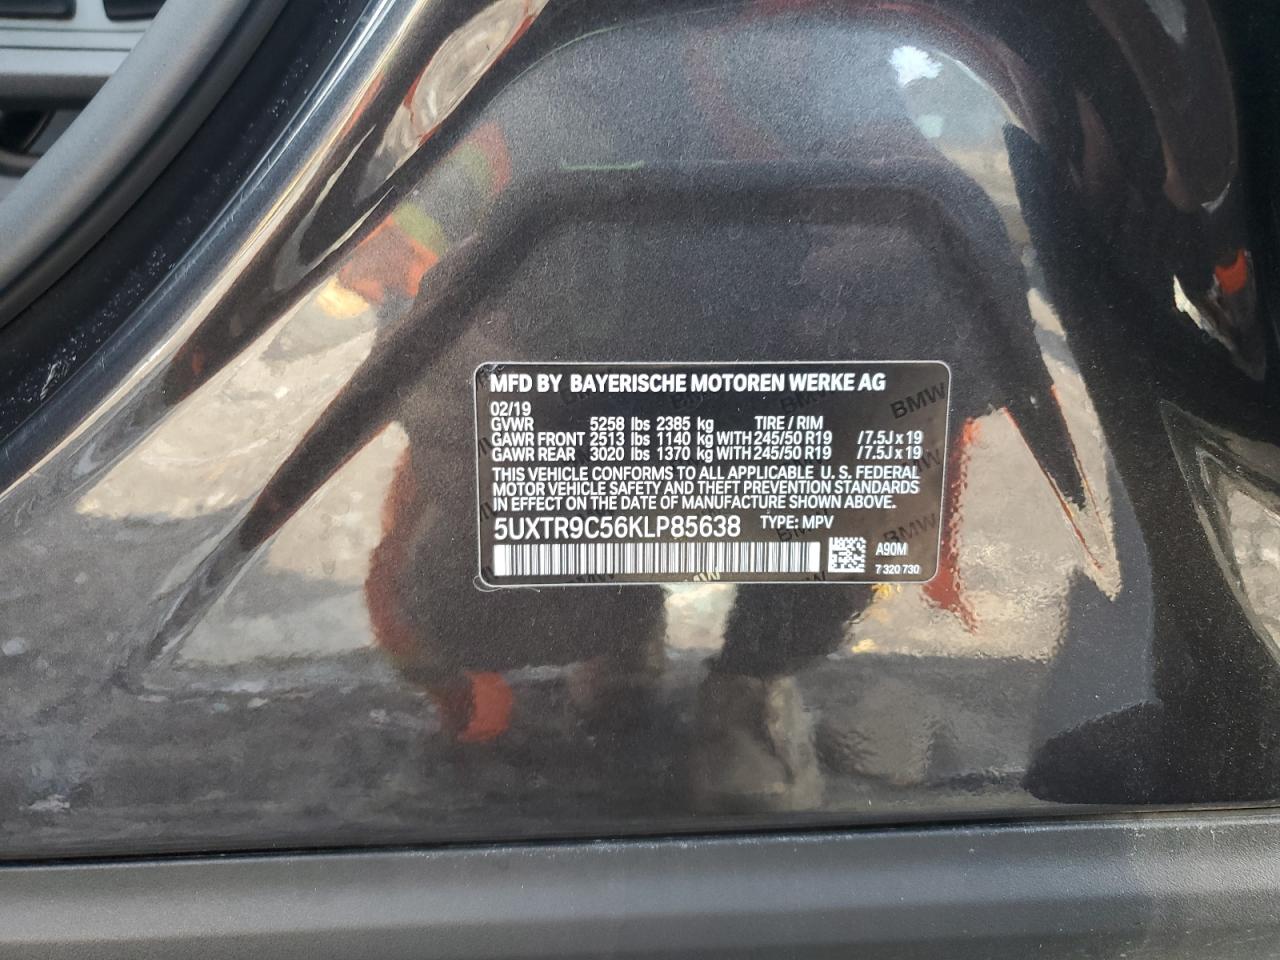 MFD BY BAYERISCHE MOTOREN WERKE AG
02/19
GVWR 5258 lbs 2385 kg TIRE / RIM
GAWR FRONT 2513 lbs 1140 kg WITH 245/50 R19 /7.5J x 19
GAWR REAR 3020 lbs 1370 kg WITH 245/50 R19 /7.5J x 19
THIS VEHICLE CONFORMS TO ALL APPLICABLE U. S. FEDERAL
MOTOR VEHICLE SAFETY AND THEFT PREVENTION STANDARDS
IN EFFECT ON THE DATE OF MANUFACTURE SHOWN ABOVE.
5UXTR9C56KLP85638 TYPE: MPV
A90M
7 320 730
BMW
BMW